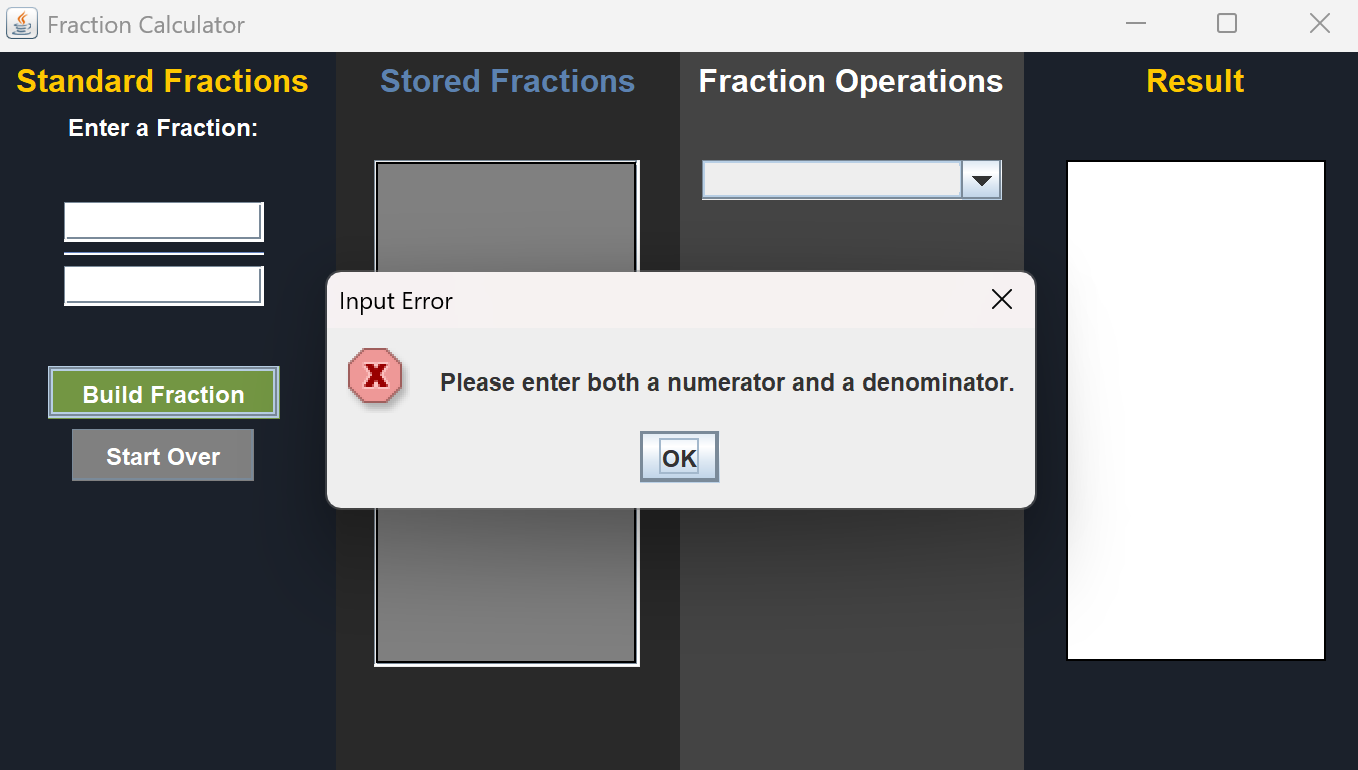 Fraction Calculator
Standard Fractions
Enter a Fraction:
Build Fraction
Start Over
Stored Fractions
Fraction Operations
Result
Input Error
Please enter both a numerator and a denominator.
OK